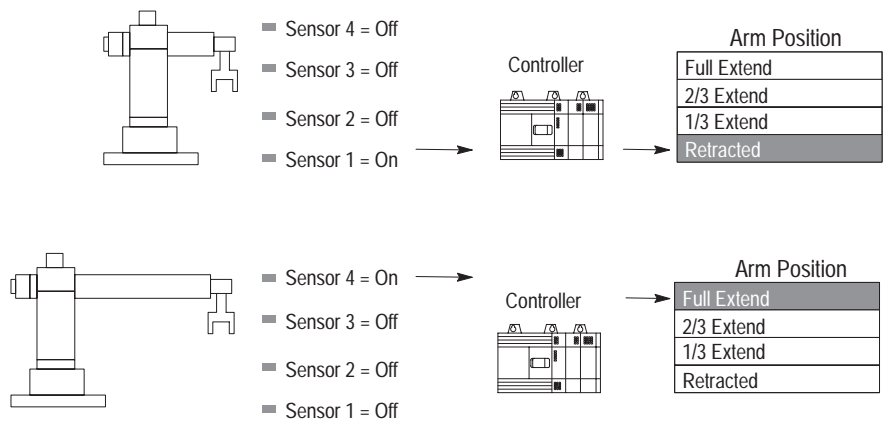 Sensor 4 = Off
Sensor 3 = Off
Sensor 2 = Off
Sensor 1 = On
Controller
Arm Position
Full Extend
2/3 Extend
1/3 Extend
Retracted
Sensor 4 = On
Sensor 3 = Off
Sensor 2 = Off
Sensor 1 = Off
Controller
Arm Position
Full Extend
2/3 Extend
1/3 Extend
Retracted